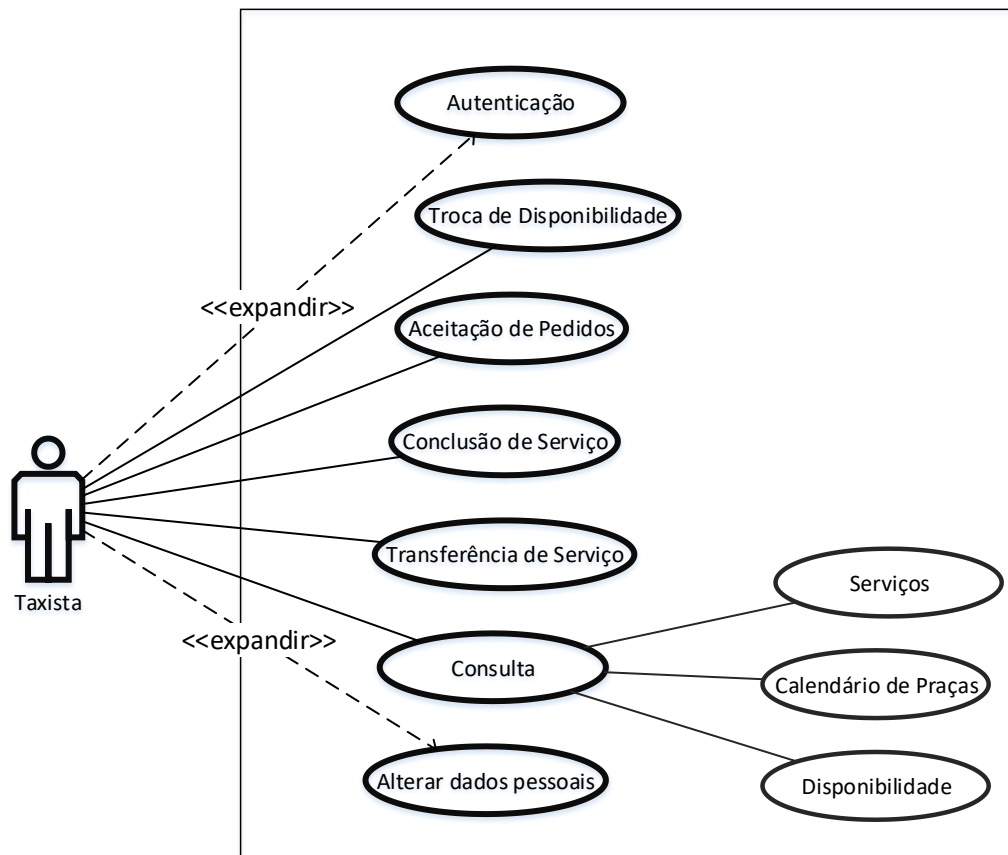 Autenticação
Troca de Disponibilidade
<<expandir>>
Aceitação de Pedidos
Conclusão de Serviço
Transferência de Serviço
Serviços
Taxista
<<expandir>>
Consulta
Calendário de Praças
Alterar dados pessoais
Disponibilidade